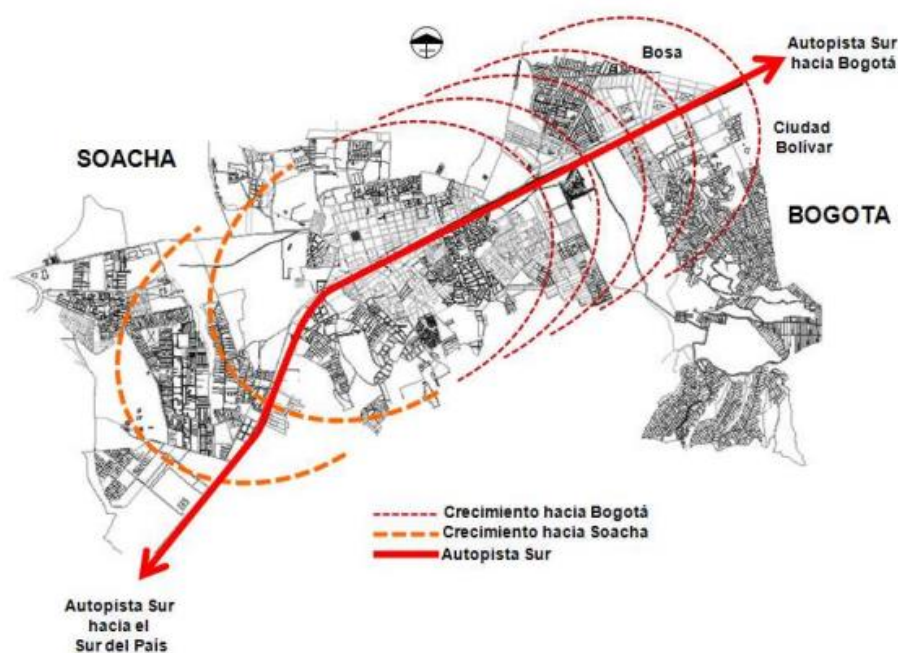 Bosa
Autopista Sur
hacia Bogotá
Ciudad
Bolívar
SOACHA
BOGOTA
Crecimiento hacia Bogotá
Crecimiento hacia Soacha
Autopista Sur
Autopista Sur
hacia el
Sur del País